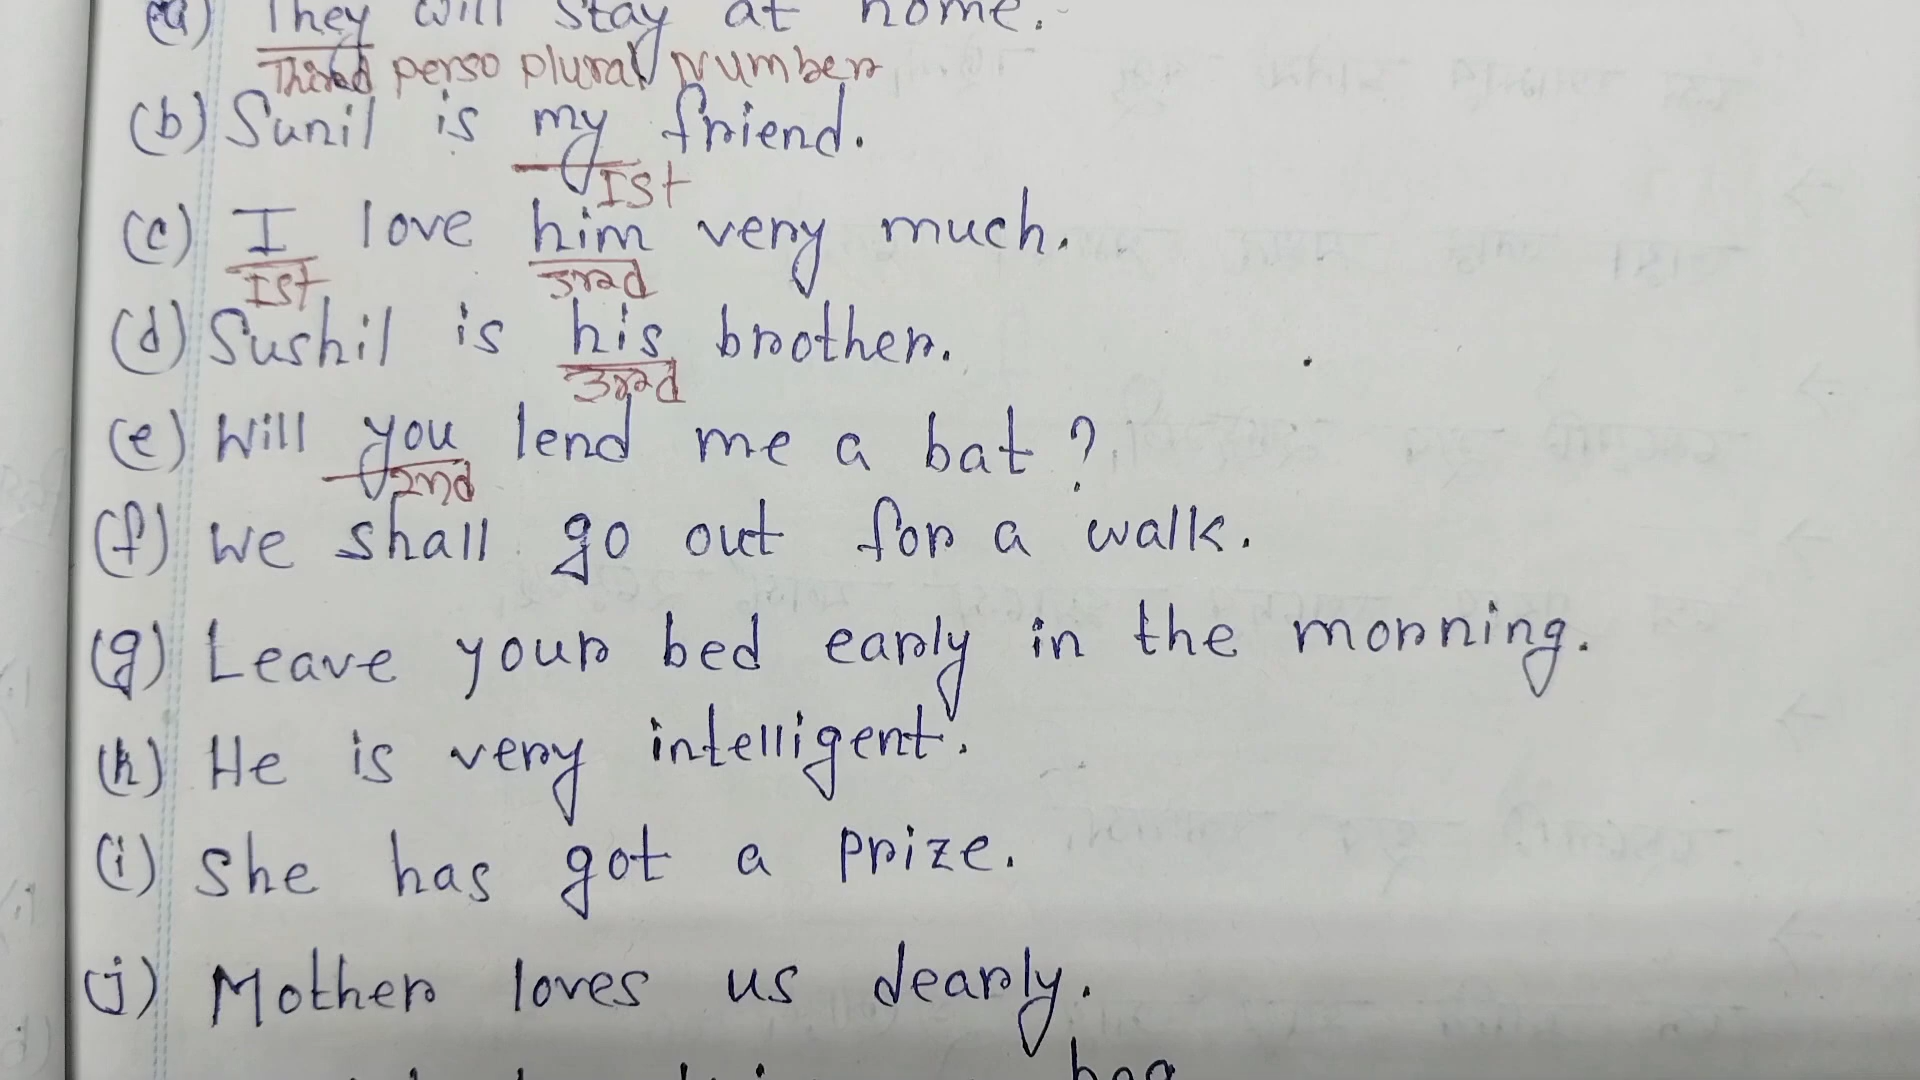 (a) They will stay at home.
Third perso plural Number
(b) Sunil is my friend.
Ist
(c) I love him very much.
Ist 3rd
(d) Sushil is his brother.
3rd
(e) Will you lend me a bat ?
2nd
(f) We shall go out for a walk.
(g) Leave your bed early in the morning.
(h) He is very intelligent.
(i) She has got a prize.
(j) Mother loves us dearly.